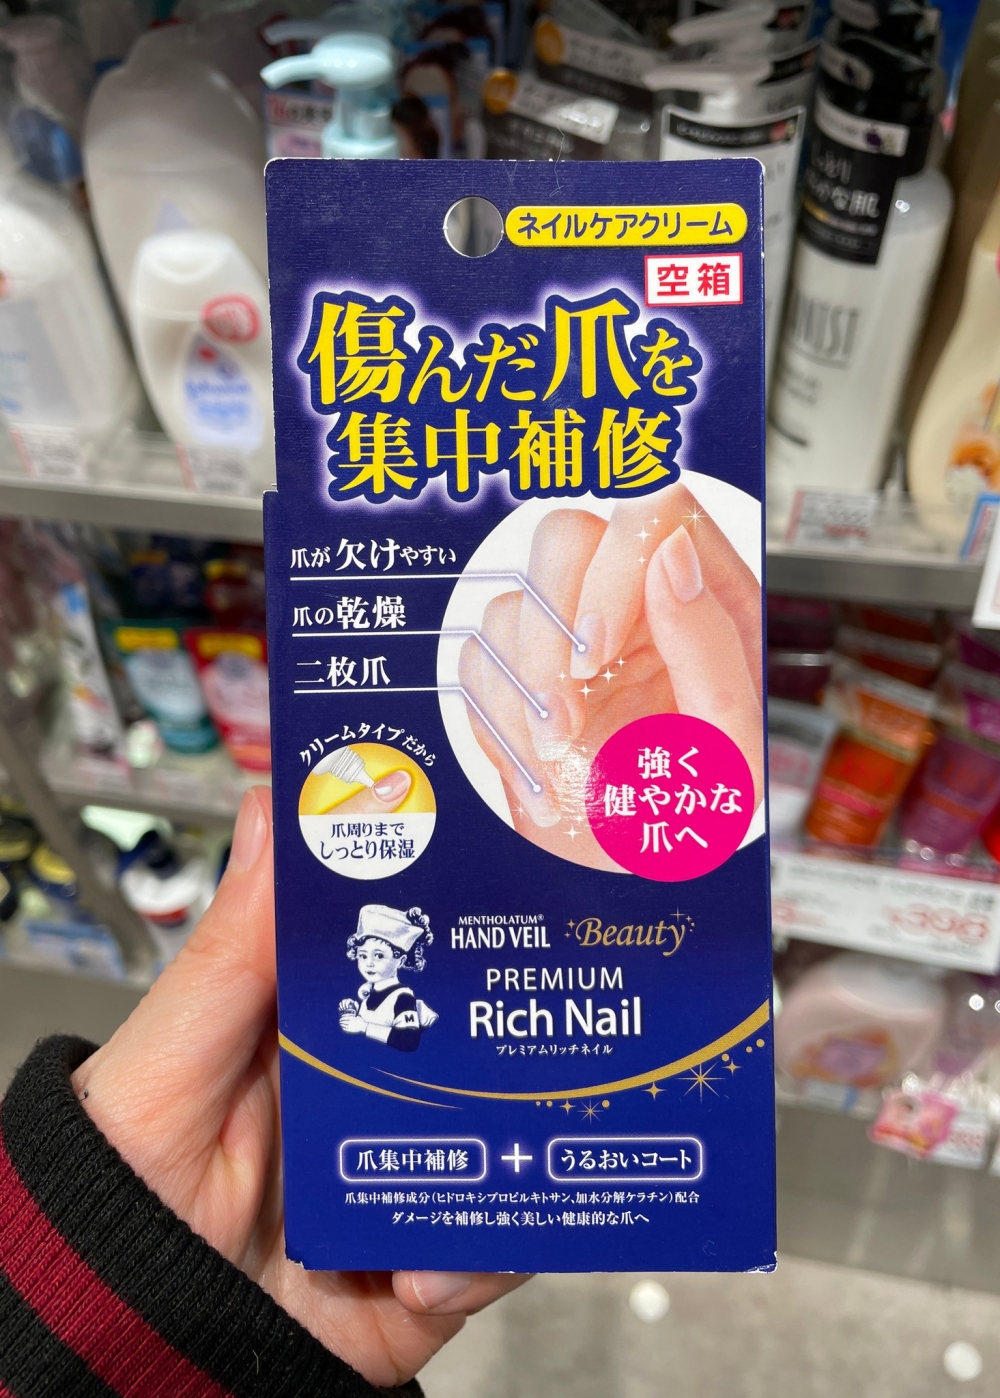 ネイルケアクリーム
空箱
傷んだ爪を
集中補修
爪が欠けやすい
爪の乾燥
二枚爪
クリームタイプだから
爪周りまで
しっとり保湿
強く
健やかな
爪へ
MENTHOLATUM®
HAND VEIL Beauty
PREMIUM
Rich Nail
プレミアムリッチネイル
爪集中補修 + うるおいコート
爪集中補修成分(ヒドロキシプロピルキトサン、加水分解ケラチン)配合
ダメージを補修し強く美しい健康的な爪へ